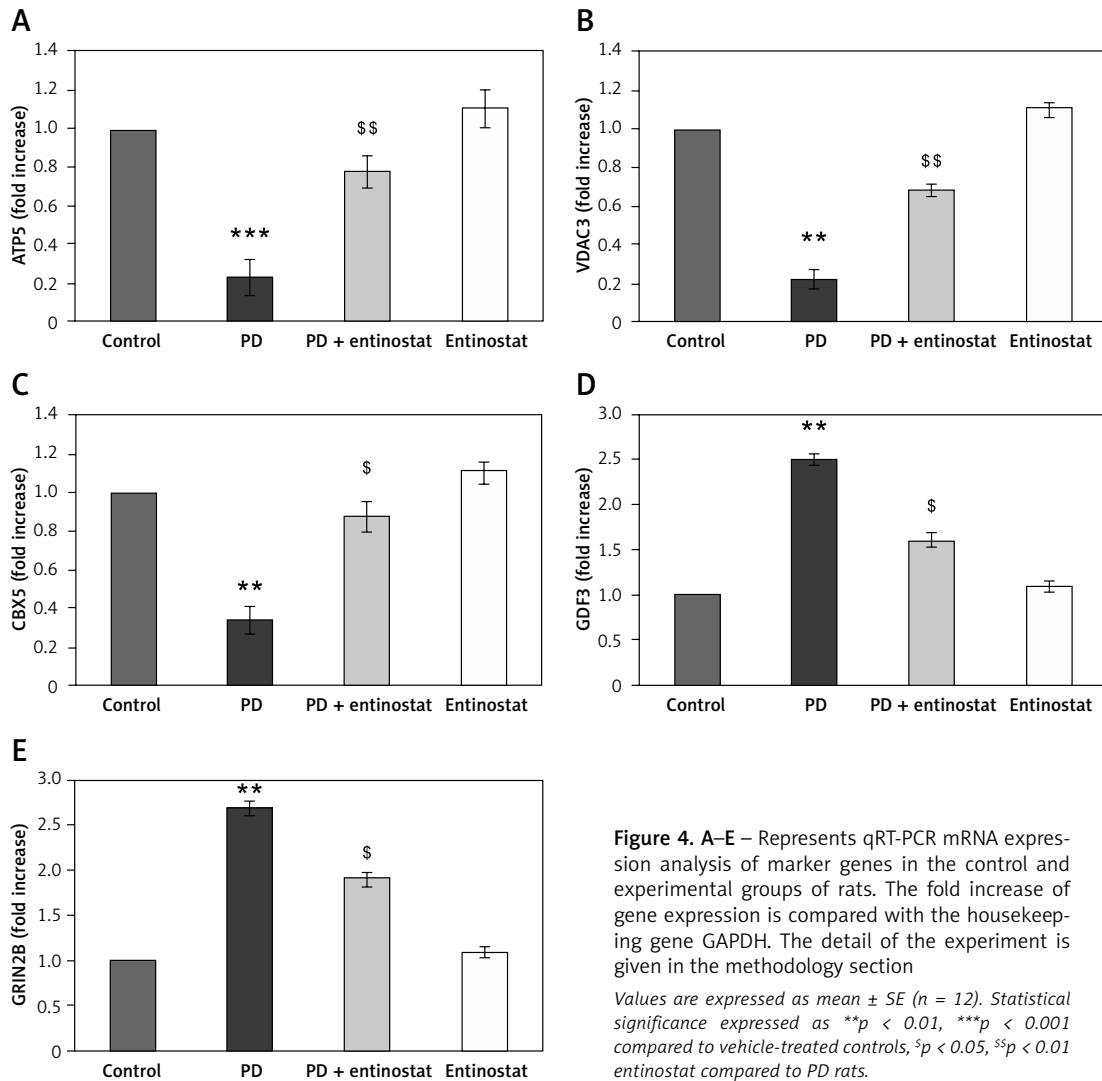 A
ATP5 (fold increase)
1.4
1.2
1.0
0.8
0.6
0.4
0.2
0
***
$$
Control PD PD + entinostat Entinostat
B
VDAC3 (fold increase)
1.4
1.2
1.0
0.8
0.6
0.4
0.2
0
**
$$
Control PD PD + entinostat Entinostat
C
CBX5 (fold increase)
1.4
1.2
1.0
0.8
0.6
0.4
0.2
0
**
$
Control PD PD + entinostat Entinostat
D
GDF3 (fold increase)
3.0
2.5
2.0
1.5
1.0
0.5
0
**
$
Control PD PD + entinostat Entinostat
E
GRIN2B (fold increase)
3.0
2.5
2.0
1.5
1.0
0.5
0
**
$
Control PD PD + entinostat Entinostat
Figure 4. A–E – Represents qRT-PCR mRNA expres-
sion analysis of marker genes in the control and
experimental groups of rats. The fold increase of
gene expression is compared with the housekeep-
ing gene GAPDH. The detail of the experiment is
given in the methodology section
Values are expressed as mean ± SE (n = 12). Statistical
significance expressed as **p < 0.01, ***p < 0.001
compared to vehicle-treated controls, $p < 0.05, $$p < 0.01
entinostat compared to PD rats.